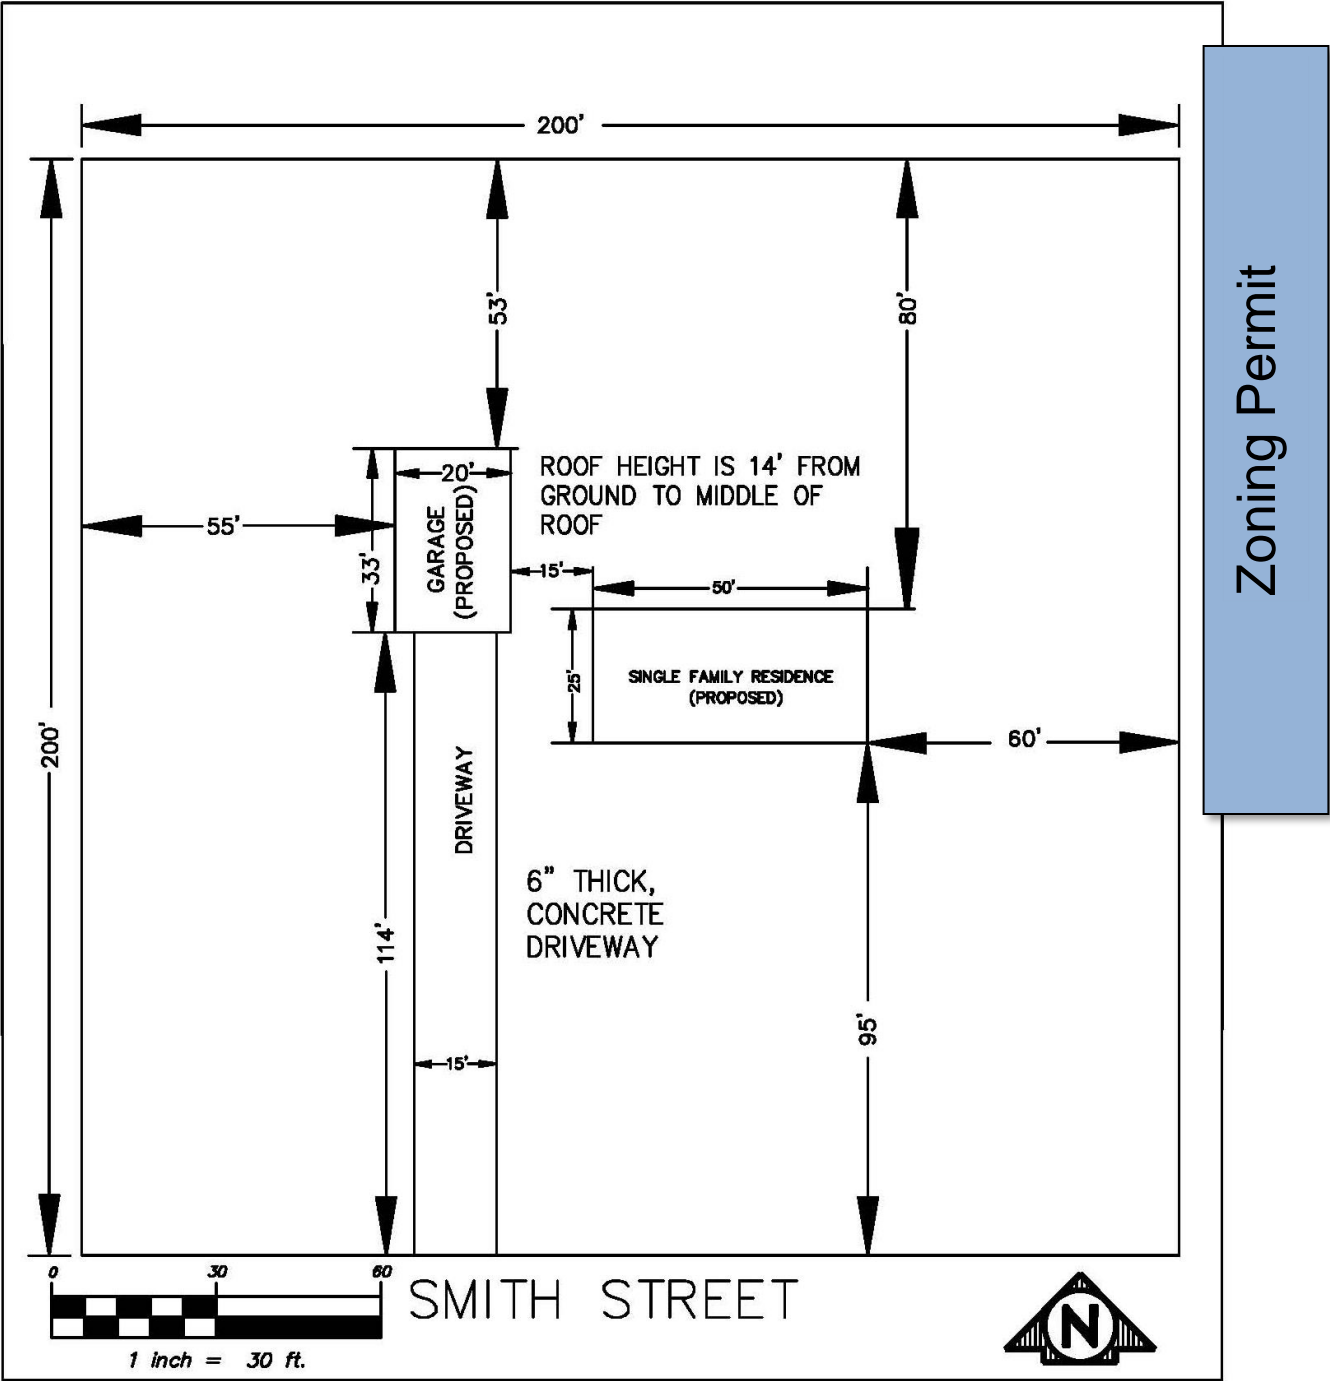 200'
53'
80'
Zoning Permit
20'
ROOF HEIGHT IS 14' FROM
GROUND TO MIDDLE OF
ROOF
55'
33'
GARAGE
(PROPOSED)
15'
50'
25'
SINGLE FAMILY RESIDENCE
(PROPOSED)
200'
60'
DRIVEWAY
6" THICK,
CONCRETE
DRIVEWAY
114'
95'
15'
0 30 60
SMITH STREET
N
1 inch = 30 ft.